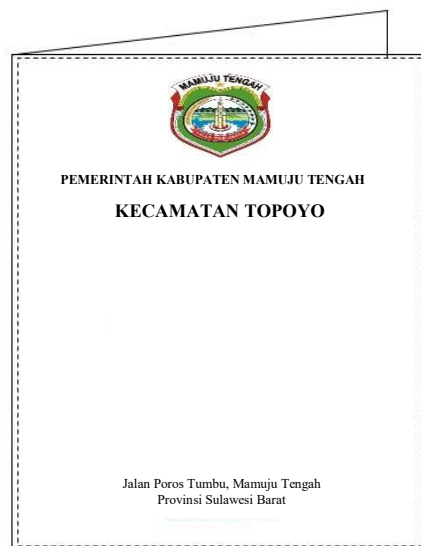 MAMUJU TENGAH
PEMERINTAH KABUPATEN MAMUJU TENGAH
KECAMATAN TOPOYO
Jalan Poros Tumbu, Mamuju Tengah
Provinsi Sulawesi Barat